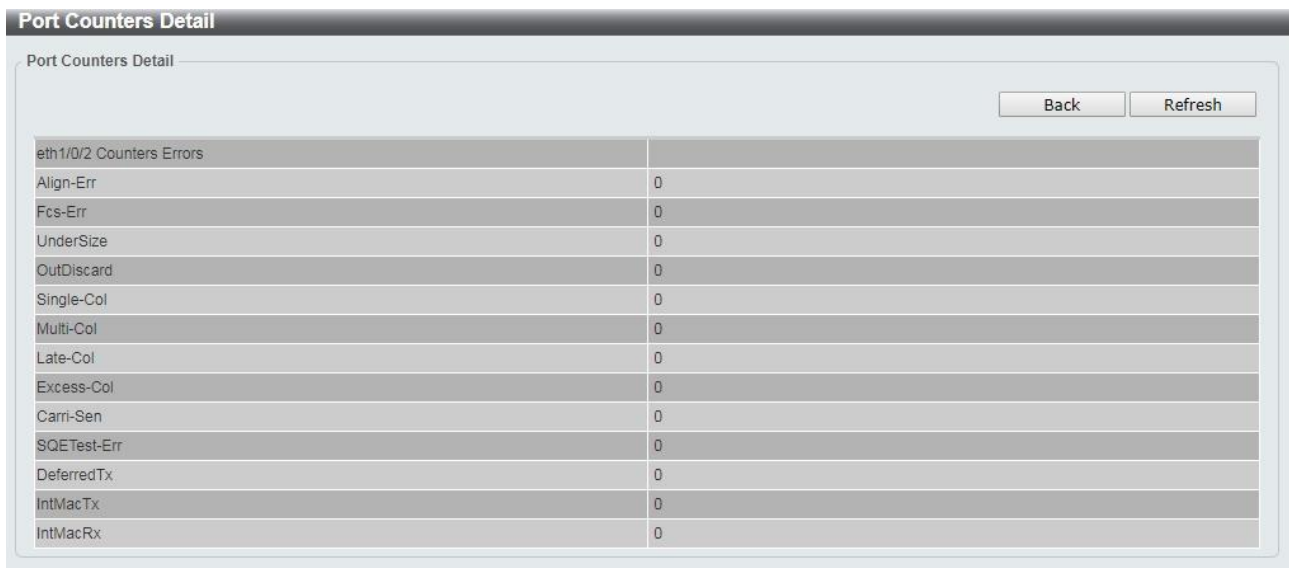 Port Counters Detail
Port Counters Detail
Back Refresh
eth1/0/2 Counters Errors
Align-Err 0
Fcs-Err 0
UnderSize 0
OutDiscard 0
Single-Col 0
Multi-Col 0
Late-Col 0
Excess-Col 0
Carri-Sen 0
SQETest-Err 0
DeferredTx 0
IntMacTx 0
IntMacRx 0